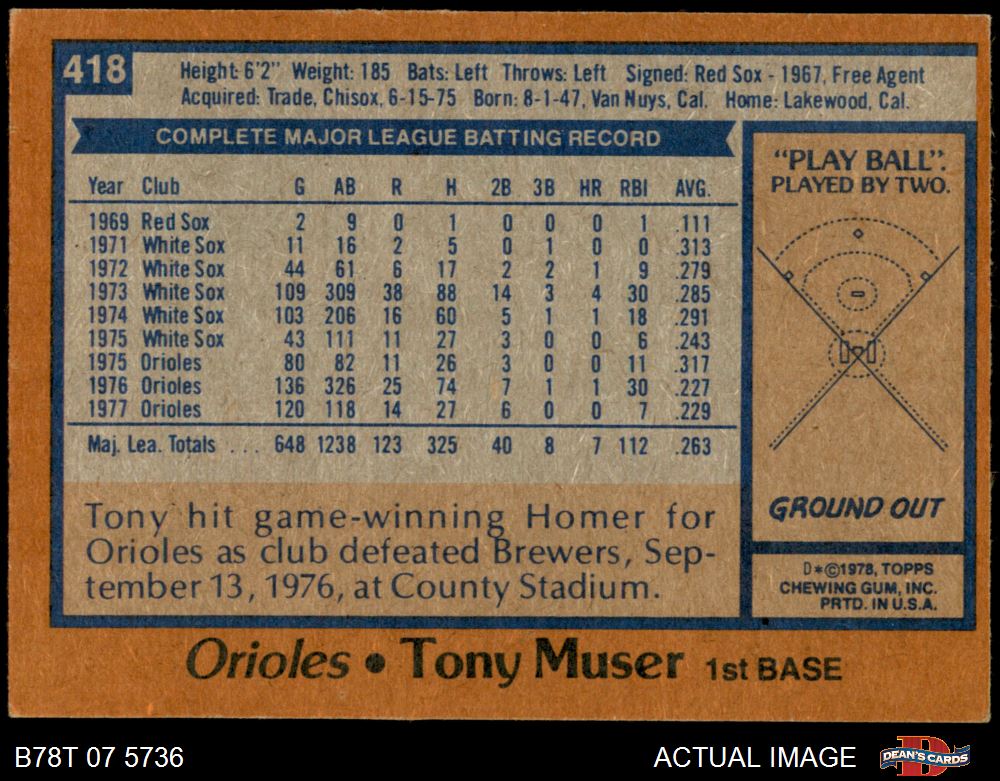 418
Height: 6'2" Weight: 185 Bats: Left Throws: Left Signed: Red Sox - 1967, Free Agent
Acquired: Trade, Chisox, 6-15-75 Born: 8-1-47, Van Nuys, Cal. Home: Lakewood, Cal.
COMPLETE MAJOR LEAGUE BATTING RECORD
Year Club G AB R H 2B 3B HR RBI AVG.
1969 Red Sox 2 9 0 1 0 0 0 1 .111
1971 White Sox 11 16 2 5 0 1 0 0 .313
1972 White Sox 44 61 6 17 2 2 1 9 .279
1973 White Sox 109 309 38 88 14 3 4 30 .285
1974 White Sox 103 206 16 60 5 1 1 18 .291
1975 White Sox 43 111 11 27 3 0 0 6 .243
1975 Orioles 80 82 11 26 3 0 0 11 .317
1976 Orioles 136 326 25 74 7 1 1 30 .227
1977 Orioles 120 118 14 27 6 0 0 7 .229
Maj. Lea. Totals ... 648 1238 123 325 40 8 7 112 .263
Tony hit game-winning Homer for
Orioles as club defeated Brewers, Sep-
tember 13, 1976, at County Stadium.
"PLAY BALL".
PLAYED BY TWO.
GROUND OUT
D*©1978, TOPPS
CHEWING GUM, INC.
PRTD. IN U.S.A.
Orioles • Tony Muser 1st BASE
B78T 07 5736
ACTUAL IMAGE
DEAN'S CARDS